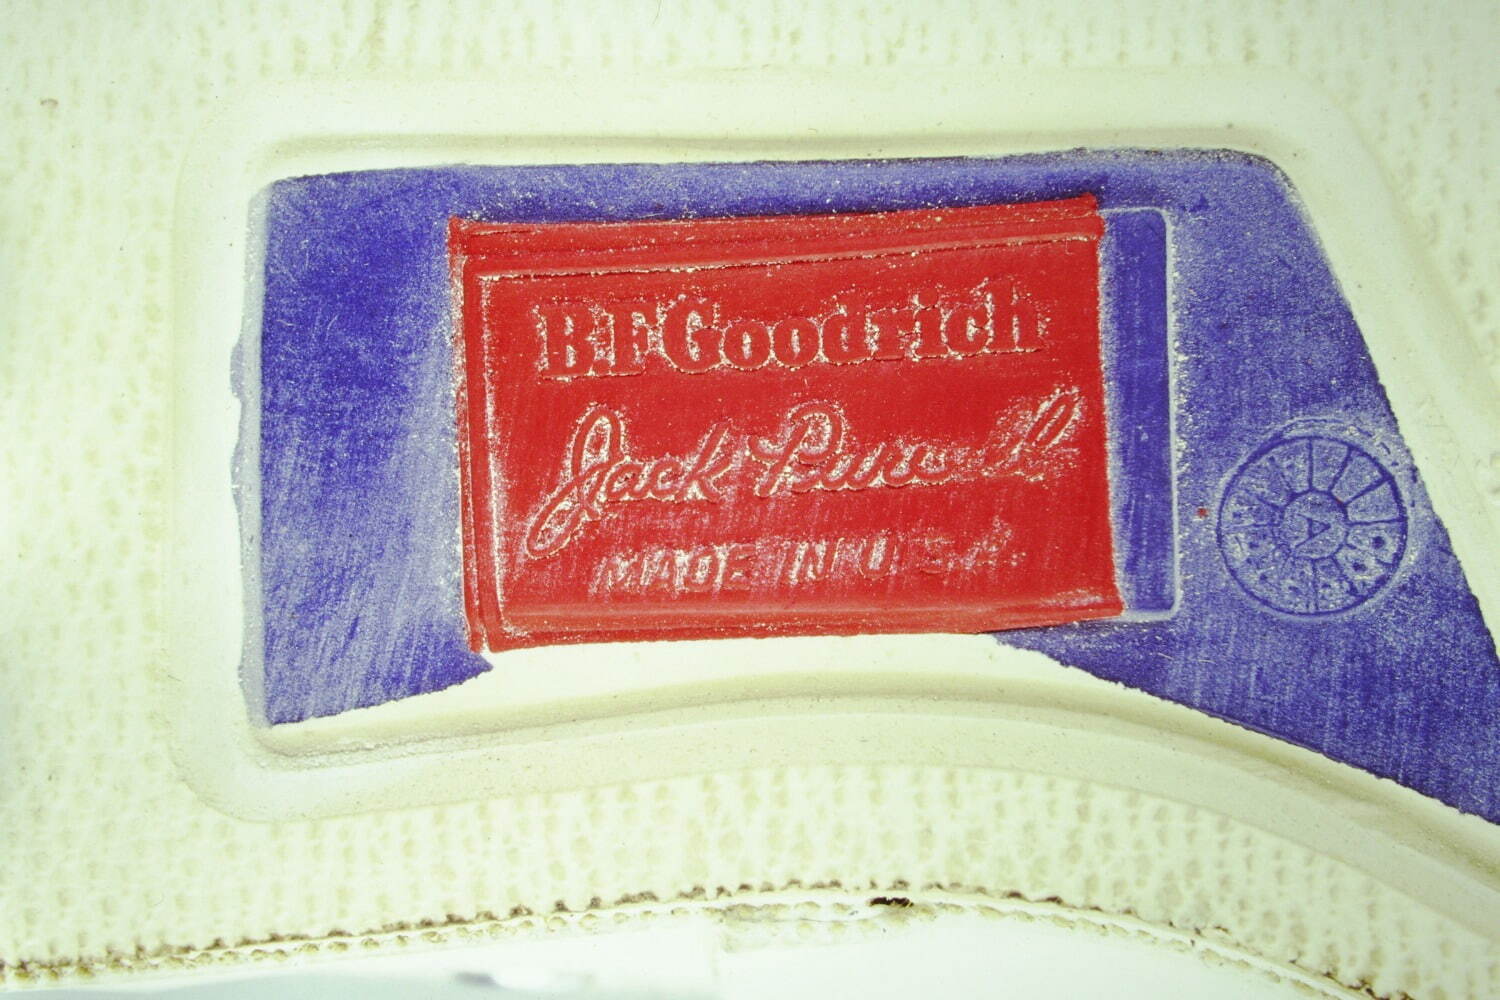 B.F.Goodrich
Jack Purcell
MADE IN U.S.A.
A